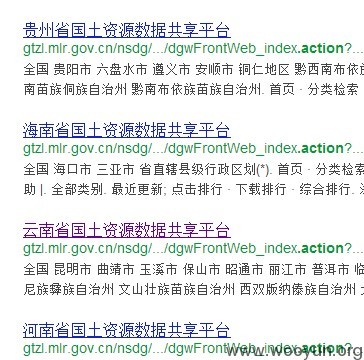 贵州省国土资源数据共享平台
gtzl.mlr.gov.cn/nsdg/.../dgwFrontWeb_index.action?...
全国 贵阳市 六盘水市 遵义市 安顺市 铜仁地区 黔西南布依
南苗族侗族自治州 黔南布依族苗族自治州. 首页 · 分类检索
海南省国土资源数据共享平台
gtzl.mlr.gov.cn/nsdg/.../dgwFrontWeb_index.action?...
全国 海口市 三亚市 省直辖县级行政区划(*). 首页 · 分类检
助 |. 全部类别. 最近更新; 点击排行 · 下载排行 · 综合排行.
云南省国土资源数据共享平台
gtzl.mlr.gov.cn/nsdg/.../dgwFrontWeb_index.action?...
全国 昆明市 曲靖市 玉溪市 保山市 昭通市 丽江市 普洱市 临
尼族彝族自治州 文山壮族苗族自治州 西双版纳傣族自治州
河南省国土资源数据共享平台
gtzl.mlr.gov.cn/nsdg/.../dgwFrontWeb_index.action?...
www.wooyun.org